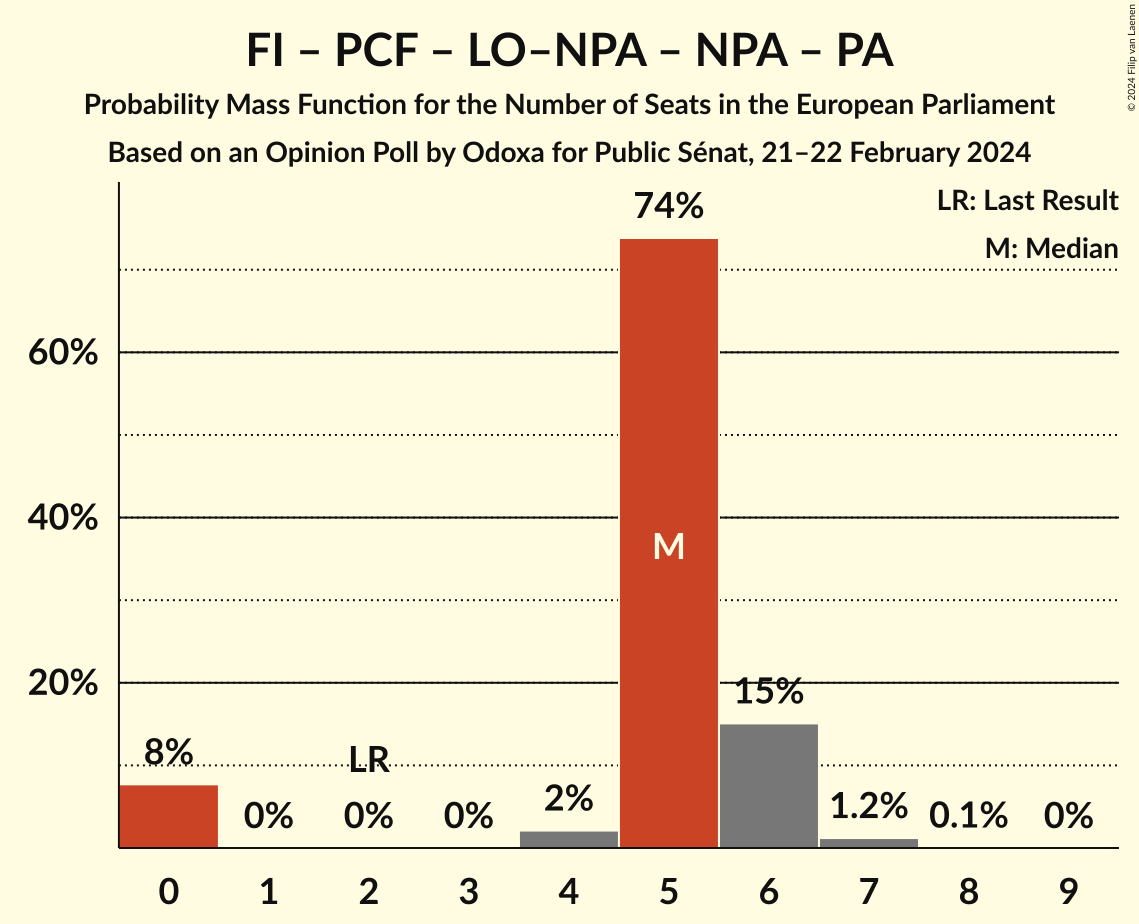 FI – PCF – LO–NPA – NPA – PA
Probability Mass Function for the Number of Seats in the European Parliament
Based on an Opinion Poll by Odoxa for Public Sénat, 21–22 February 2024
© 2024 Filip van Laenen
LR: Last Result
M: Median
74%
60%
40%
M
20%
15%
8%
LR
0%
0%
0%
2%
1.2%
0.1%
0%
0 1 2 3 4 5 6 7 8 9